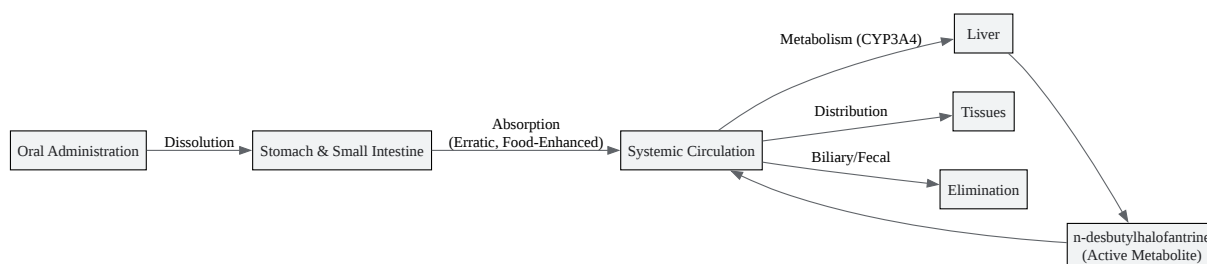 Oral Administration
Dissolution
Stomach & Small Intestine
Absorption
(Erratic, Food-Enhanced)
Systemic Circulation
Metabolism (CYP3A4)
Liver
Distribution
Tissues
Biliary/Fecal
Elimination
n-desbutylhalofantrine
(Active Metabolite)